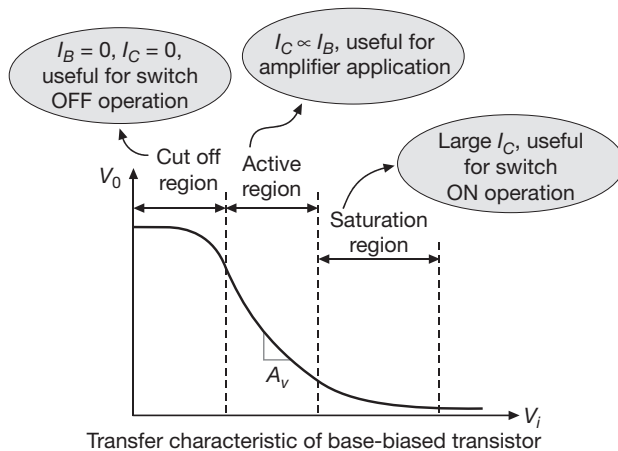 I_B = 0, I_C = 0,
useful for switch
OFF operation
I_C ∝ I_B, useful for
amplifier application
Large I_C, useful
for switch
ON operation
Cut off
region
Active
region
Saturation
region
V_0
A_v
V_i
Transfer characteristic of base-biased transistor